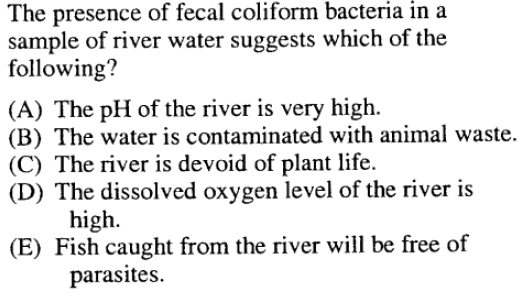 The presence of fecal coliform bacteria in a
sample of river water suggests which of the
following?
(A) The pH of the river is very high.
(B) The water is contaminated with animal waste.
(C) The river is devoid of plant life.
(D) The dissolved oxygen level of the river is
high.
(E) Fish caught from the river will be free of
parasites.